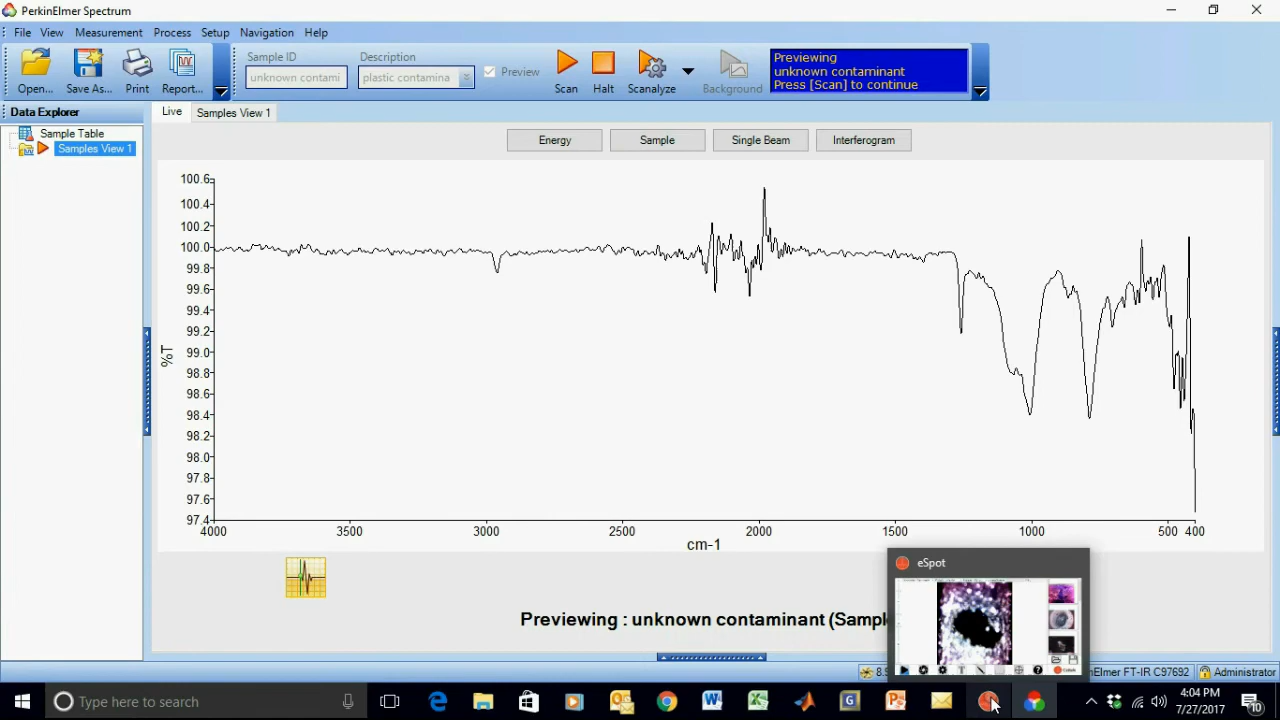 PerkinElmer Spectrum
File View Measurement Process Setup Navigation Help
Sample ID
Description
unknown contami
plastic contamina
Preview
Open... Save As... Print Report... Scan Halt Scanalyze Background
Previewing
unknown contaminant
Press [Scan] to continue
Data Explorer
Live Samples View 1
Sample Table
Samples View 1
Energy Sample Single Beam Interferogram
100.6
100.4
100.2
100.0
99.8
99.6
99.4
99.2
99.0
98.8
98.6
98.4
98.2
98.0
97.8
97.6
97.4
%T
4000 3500 3000 2500 2000 1500 1000 500 400
cm-1
eSpot
Previewing : unknown contaminant (Sampl
8.9
Elmer FT-IR C97692
Administrator
Type here to search
4:04 PM
7/27/2017
10